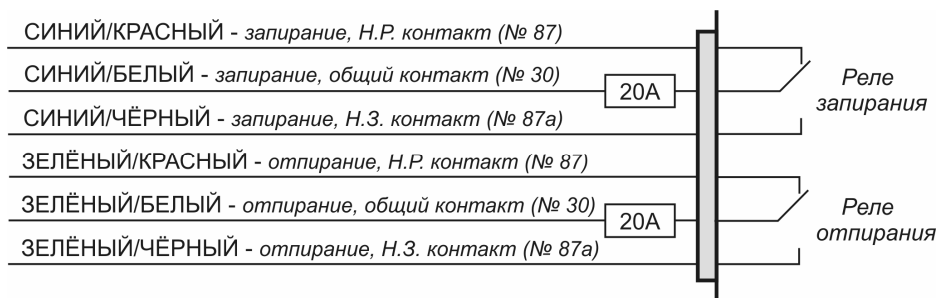 СИНИЙ/КРАСНЫЙ - запирание, Н.Р. контакт (№ 87)
СИНИЙ/БЕЛЫЙ - запирание, общий контакт (№ 30)
20А
СИНИЙ/ЧЁРНЫЙ - запирание, Н.З. контакт (№ 87а)
Реле
запирания
ЗЕЛЁНЫЙ/КРАСНЫЙ - отпирание, Н.Р. контакт (№ 87)
ЗЕЛЁНЫЙ/БЕЛЫЙ - отпирание, общий контакт (№ 30)
20А
ЗЕЛЁНЫЙ/ЧЁРНЫЙ - отпирание, Н.З. контакт (№ 87а)
Реле
отпирания